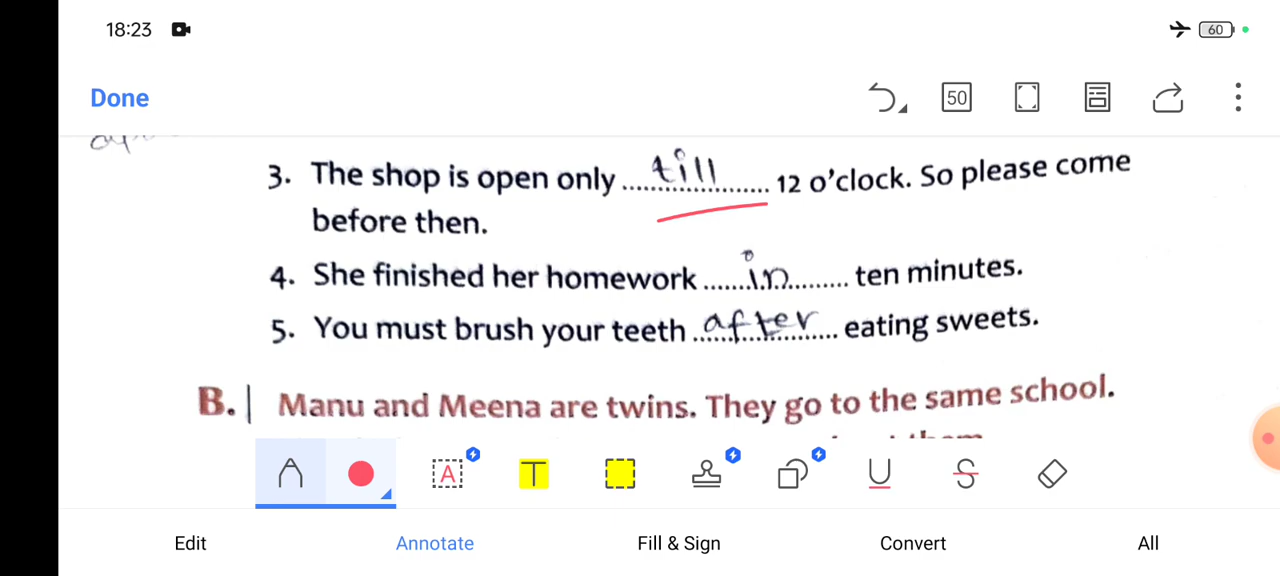 18:23
60
Done
50
3. The shop is open only till 12 o'clock. So please come
before then.
4. She finished her homework in ten minutes.
5. You must brush your teeth after eating sweets.
B. | Manu and Meena are twins. They go to the same school.
A
T
U
S
Edit
Annotate
Fill & Sign
Convert
All